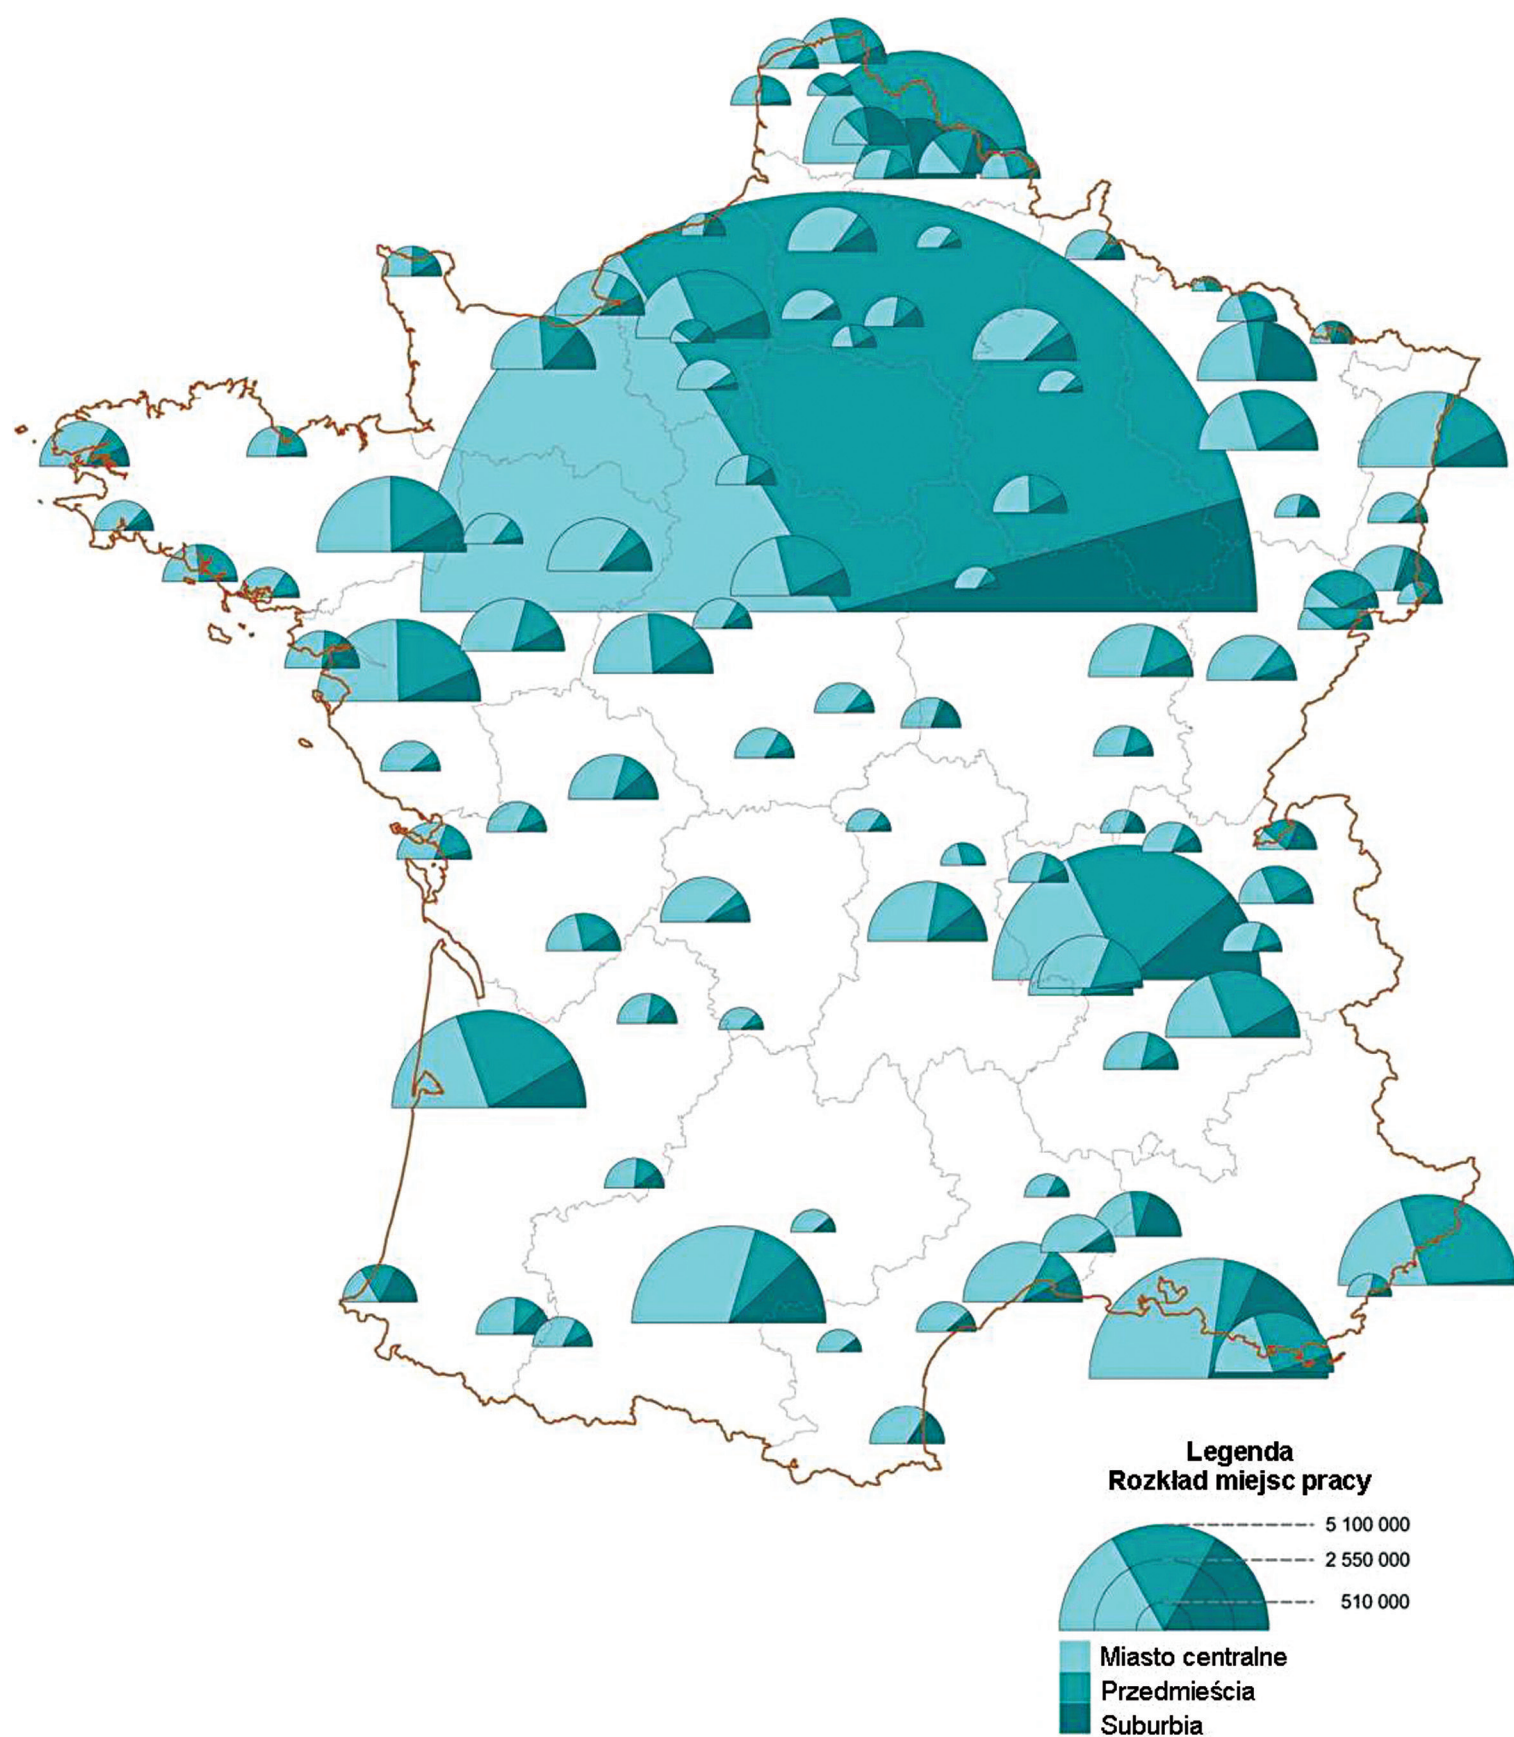 Legenda
Rozkład miejsc pracy
5 100 000
2 550 000
510 000
Miasto centralne
Przedmieścia
Suburbia